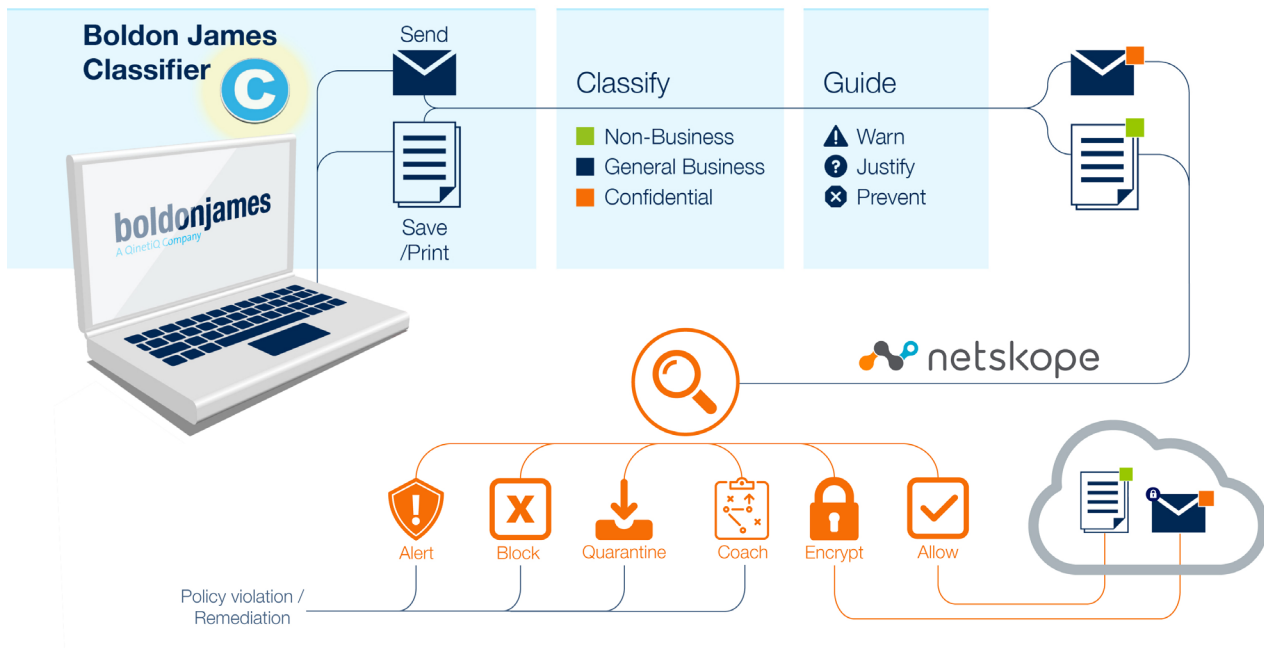 Boldon James
Classifier
C
Send
Save
/Print
boldonjames
A QinetiQ Company
Classify
Non-Business
General Business
Confidential
Guide
Warn
Justify
Prevent
netskope
Alert
Block
Quarantine
Coach
Encrypt
Allow
Policy violation /
Remediation